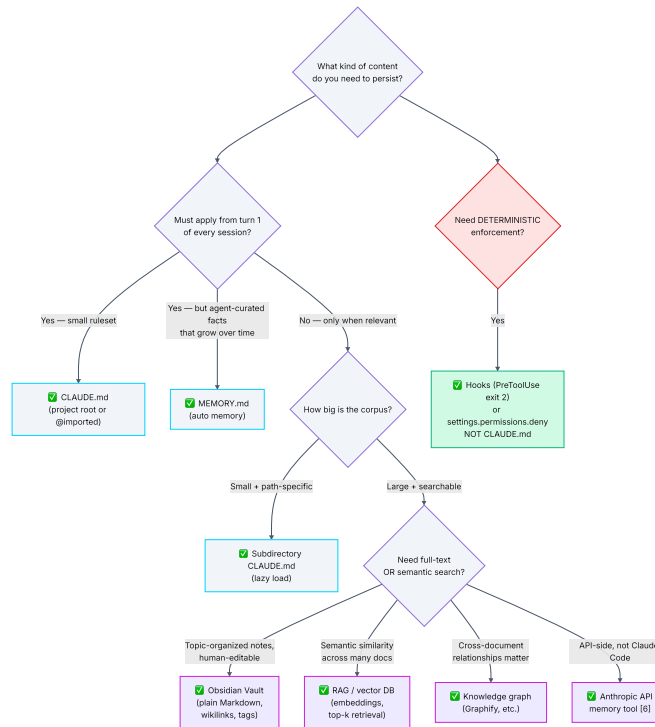 What kind of content
do you need to persist?
Must apply from turn 1
of every session?
Need DETERMINISTIC
enforcement?
Yes — small ruleset
Yes — but agent-curated
facts
that grow over time
No — only when relevant
Yes
✅ CLAUDE.md
(project root or
@imported)
✅ MEMORY.md
(auto memory)
How big is the corpus?
✅ Hooks (PreToolUse
exit 2)
or
settings.permissions.deny
NOT CLAUDE.md
Small + path-specific
Large + searchable
✅ Subdirectory
CLAUDE.md
(lazy load)
Need full-text
OR semantic search?
Topic-organized notes,
human-editable
Semantic similarity
across many docs
Cross-document
relationships matter
API-side, not Claude
Code
✅ Obsidian Vault
(plain Markdown,
wikilinks, tags)
✅ RAG / vector DB
(embeddings,
top-k retrieval)
✅ Knowledge graph
(Graphify, etc.)
✅ Anthropic API
memory tool [6]